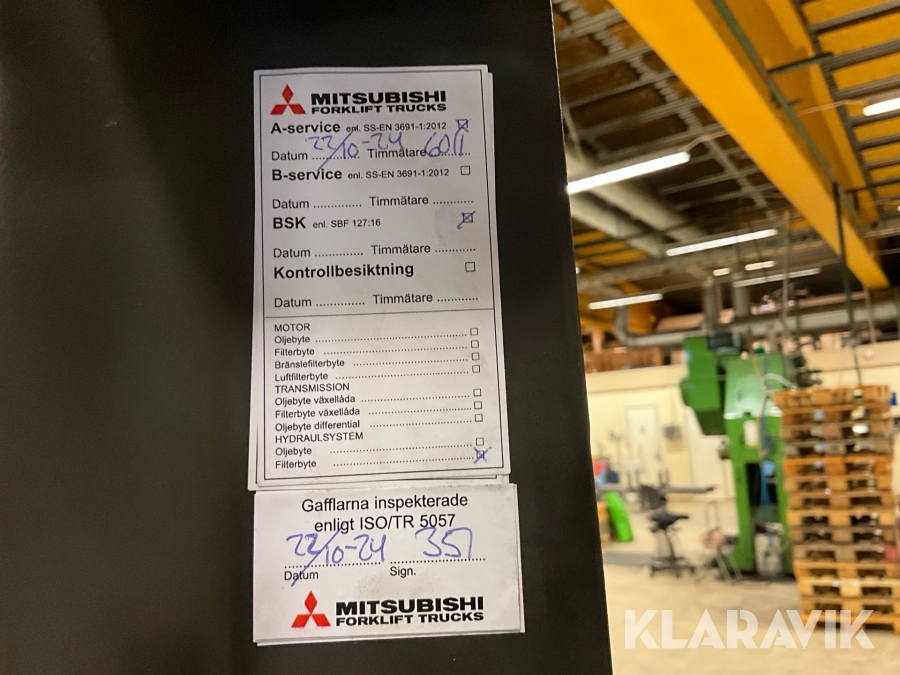 MITSUBISHI
FORKLIFT TRUCKS
A-service enl. SS-EN 3691-1:2012 ☒
Datum 22/10-24 Timmätare 6011
B-service enl. SS-EN 3691-1:2012 ☐
Datum .............. Timmätare ............
BSK enl. SBF 127:16 ☒
Datum .............. Timmätare ............
Kontrollbesiktning ☐
Datum .............. Timmätare ............
MOTOR
Oljebyte ☐
Filterbyte ☐
Bränslefilterbyte ☐
Luftfilterbyte ☐
TRANSMISSION
Oljebyte växellåda ☐
Filterbyte växellåda ☐
Oljebyte differential ☐
HYDRAULSYSTEM
Oljebyte ☐
Filterbyte ☒
Gafflarna inspekterade
enligt ISO/TR 5057
22/10-24 351
Datum Sign.
MITSUBISHI
FORKLIFT TRUCKS
KLARAVIK